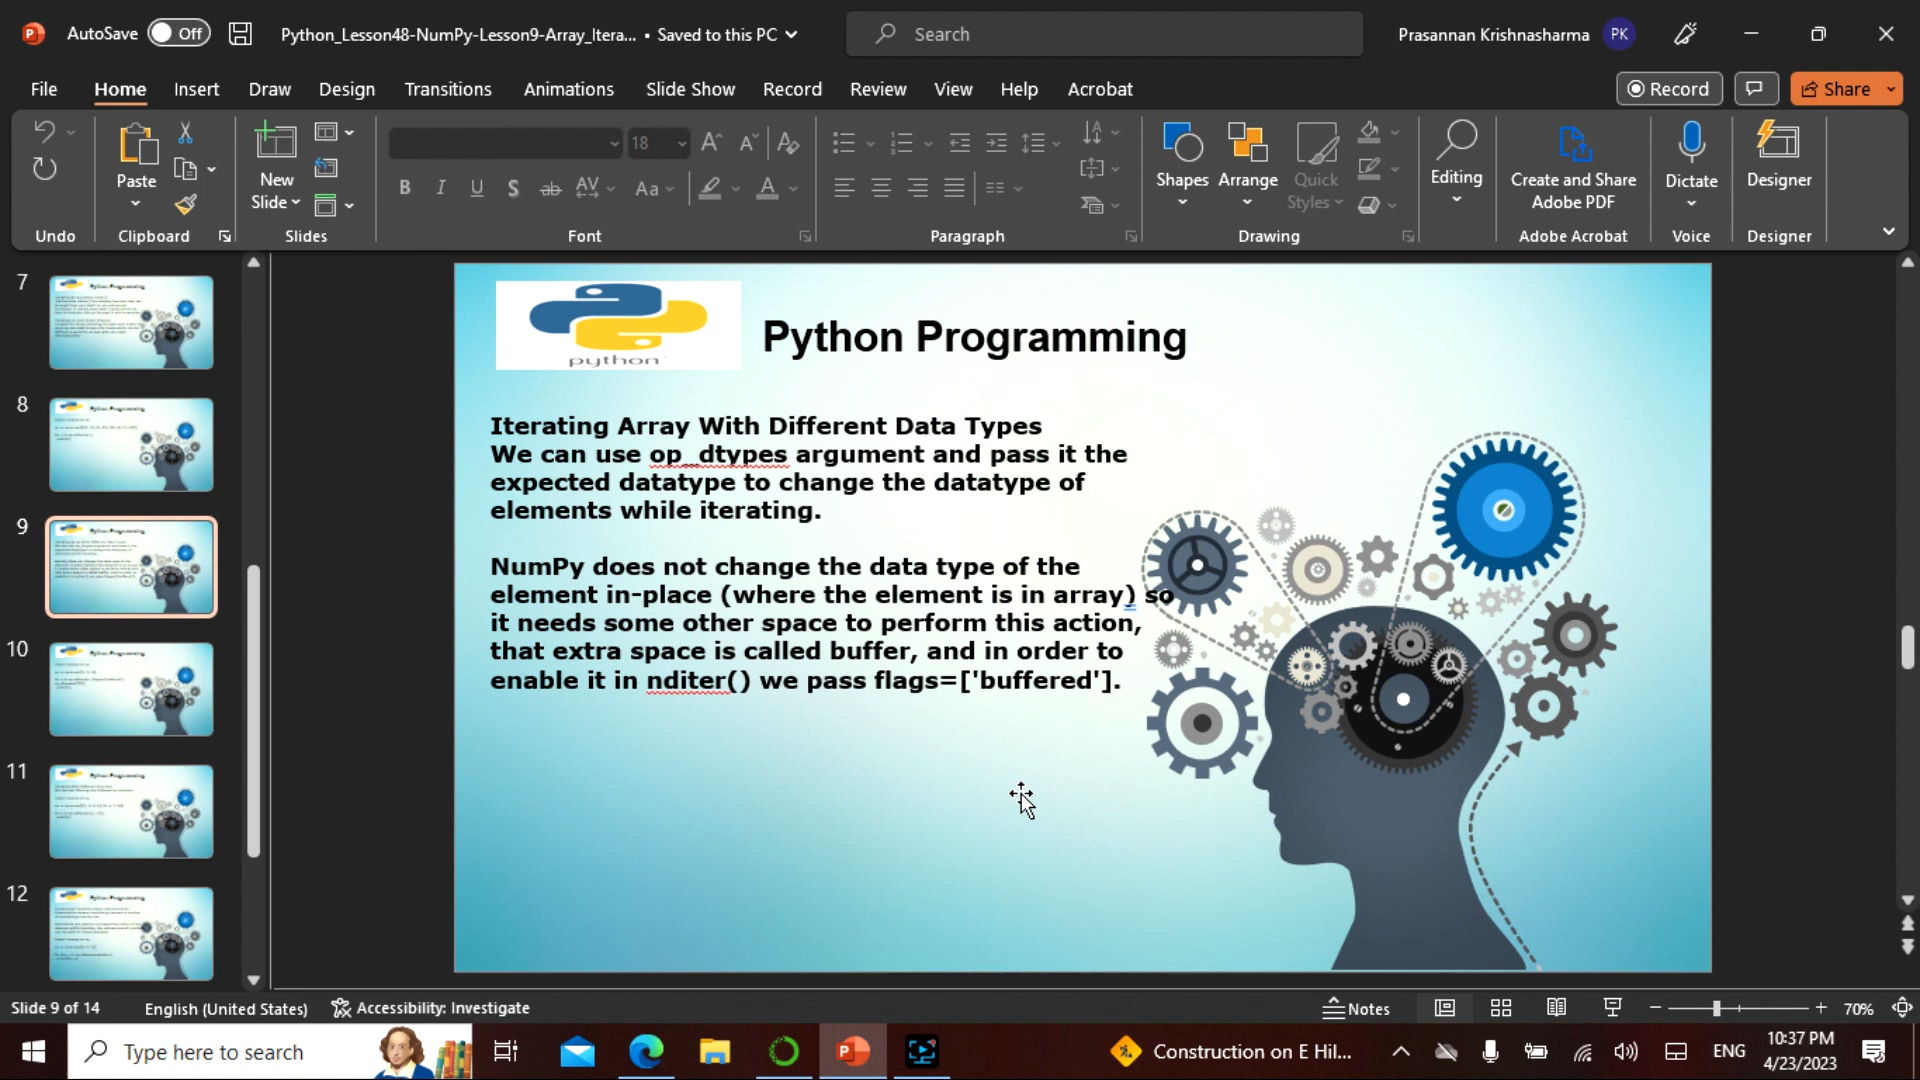 AutoSave Off Python_Lesson48-NumPy-Lesson9-Array_Itera... • Saved to this PC Search Prasannan Krishnasharma PK
File Home Insert Draw Design Transitions Animations Slide Show Record Review View Help Acrobat Record Share
Paste New Slide 18 Shapes Arrange Quick Styles Editing Create and Share Adobe PDF Dictate Designer
Undo Clipboard Slides Font Paragraph Drawing Adobe Acrobat Voice Designer
7
8
9
10
11
12
python
Python Programming
Iterating Array With Different Data Types
We can use op_dtypes argument and pass it the
expected datatype to change the datatype of
elements while iterating.
NumPy does not change the data type of the
element in-place (where the element is in array) so
it needs some other space to perform this action,
that extra space is called buffer, and in order to
enable it in nditer() we pass flags=['buffered'].
Slide 9 of 14 English (United States) Accessibility: Investigate Notes 70%
Type here to search Construction on E Hil... ENG 10:37 PM
4/23/2023